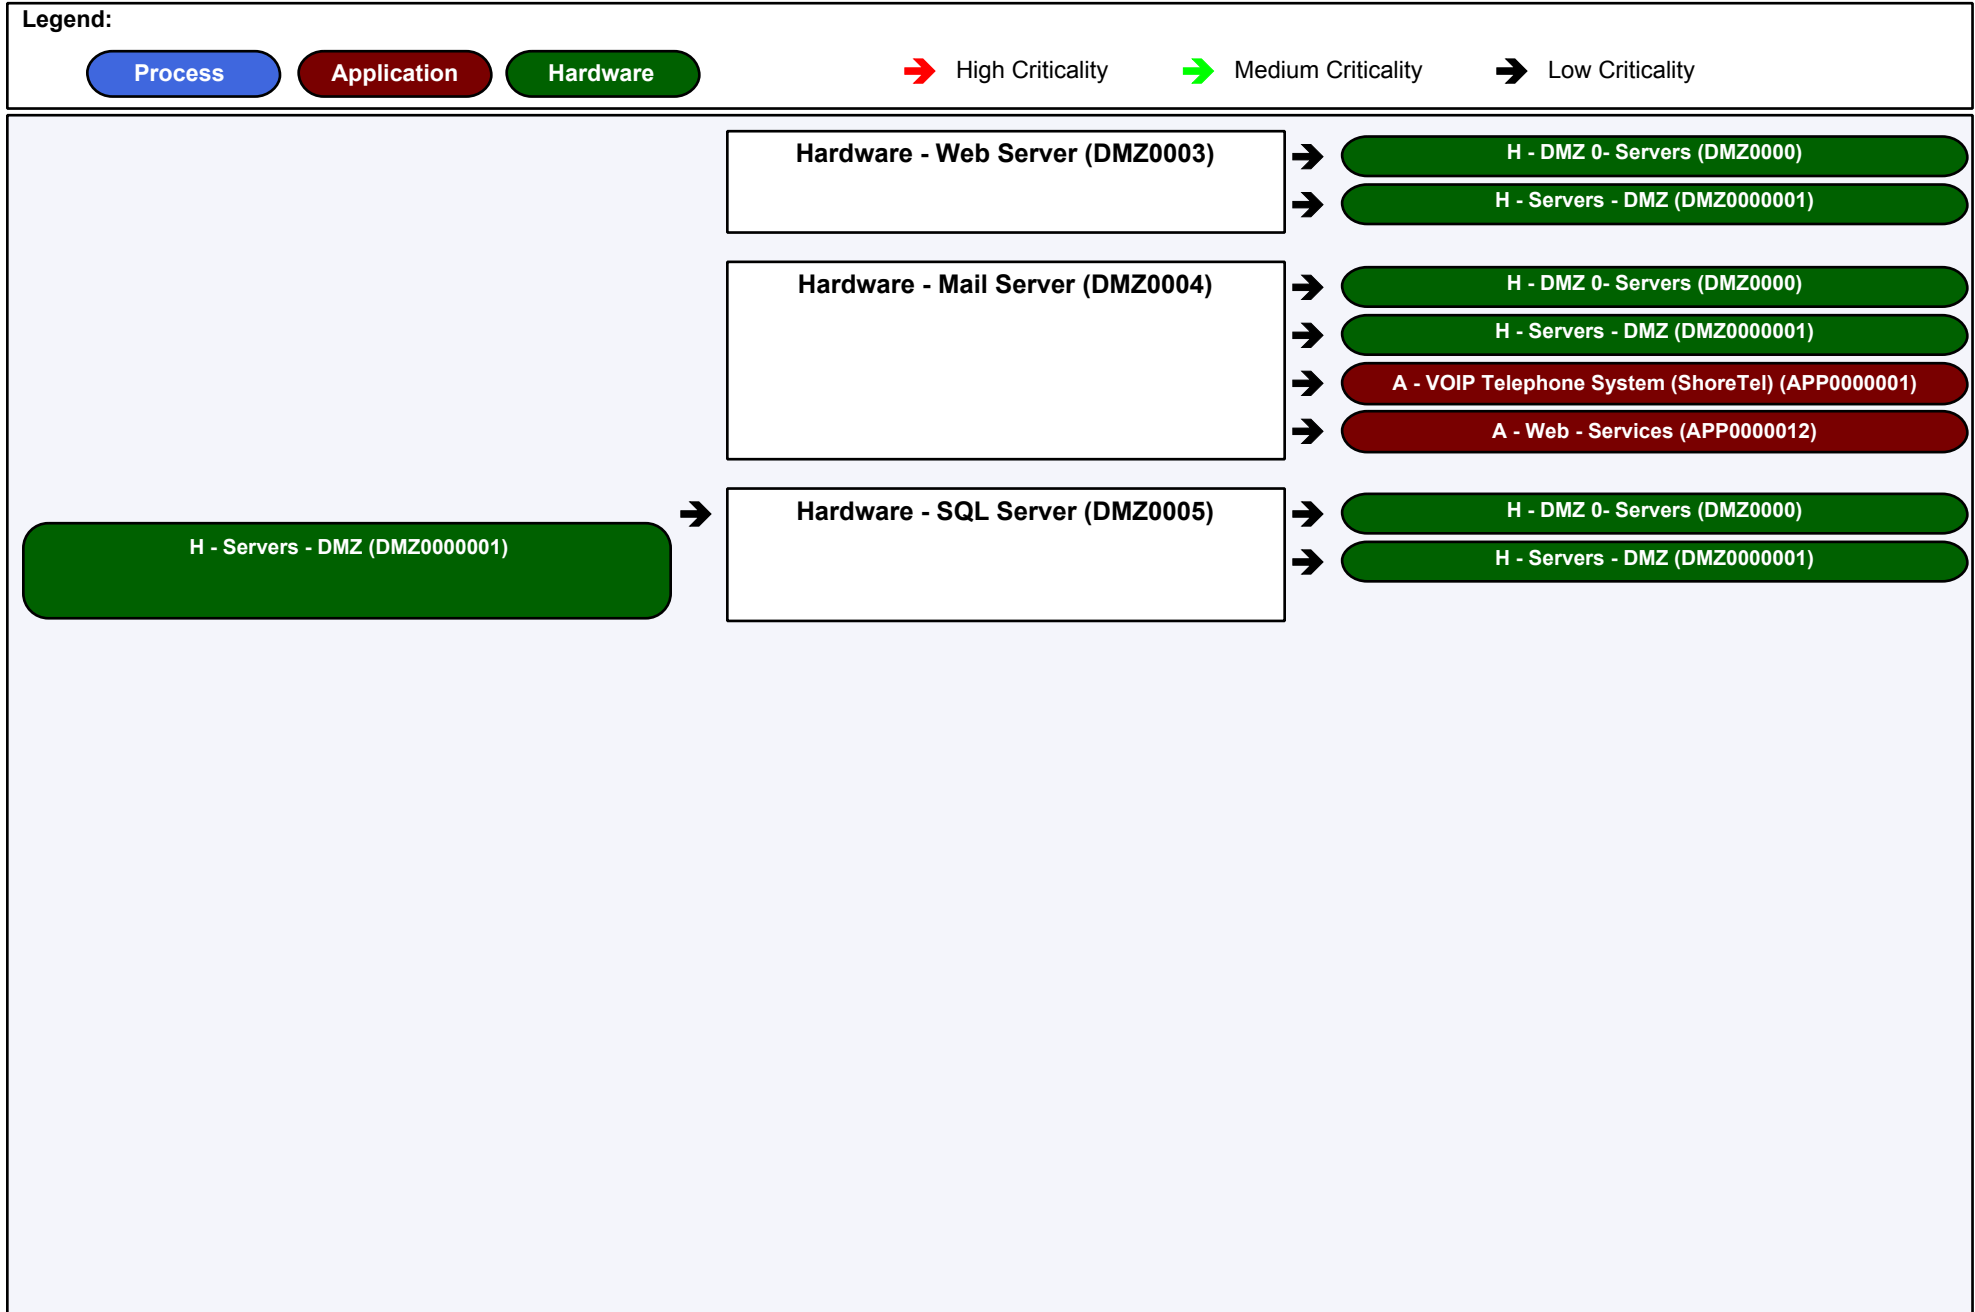 Legend:
Process
Application
Hardware
High Criticality
Medium Criticality
Low Criticality
Hardware - Web Server (DMZ0003)
H - DMZ 0- Servers (DMZ0000)
H - Servers - DMZ (DMZ0000001)
Hardware - Mail Server (DMZ0004)
H - DMZ 0- Servers (DMZ0000)
H - Servers - DMZ (DMZ0000001)
A - VOIP Telephone System (ShoreTel) (APP0000001)
A - Web - Services (APP0000012)
H - Servers - DMZ (DMZ0000001)
Hardware - SQL Server (DMZ0005)
H - DMZ 0- Servers (DMZ0000)
H - Servers - DMZ (DMZ0000001)